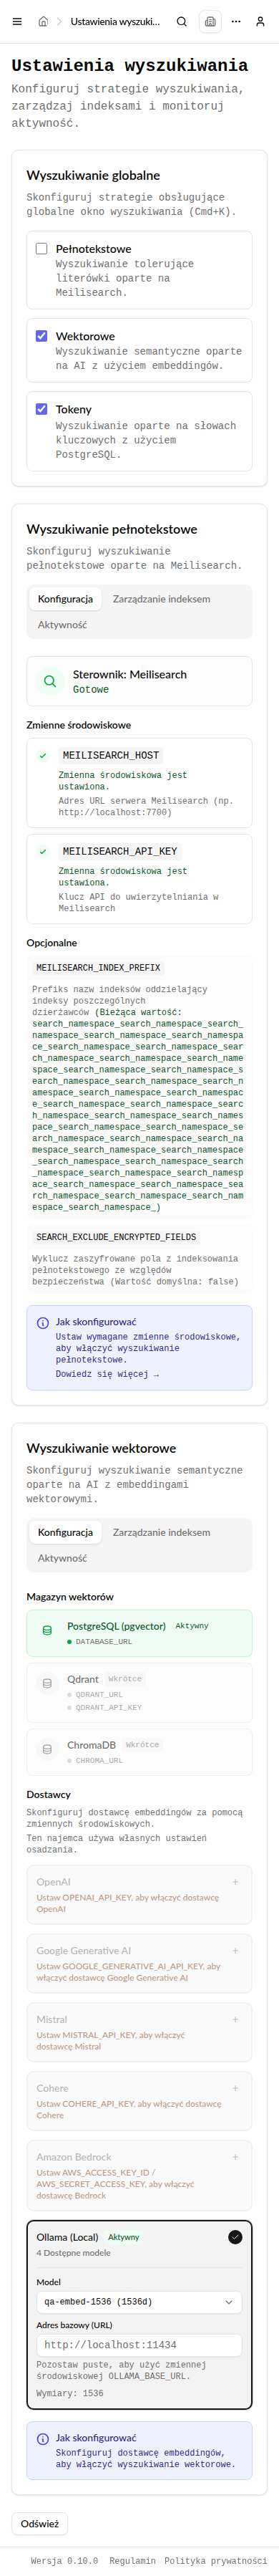 Ustawienia wyszuki...
Ustawienia wyszukiwania
Konfiguruj strategie wyszukiwania,
zarządzaj indeksami i monitoruj
aktywność.
Wyszukiwanie globalne
Skonfiguruj strategie obsługujące
globalne okno wyszukiwania (Cmd+K).
Pełnotekstowe
Wyszukiwanie tolerujące
literówki oparte na
Meilisearch.
Wektorowe
Wyszukiwanie semantyczne oparte
na AI z użyciem embeddingów.
Tokeny
Wyszukiwanie oparte na słowach
kluczowych z użyciem
PostgreSQL.
Wyszukiwanie pełnotekstowe
Skonfiguruj wyszukiwanie
pełnotekstowe oparte na Meilisearch.
Konfiguracja Zarządzanie indeksem
Aktywność
Sterownik: Meilisearch
Gotowe
Zmienne środowiskowe
MEILISEARCH_HOST
Zmienna środowiskowa jest
ustawiona.
Adres URL serwera Meilisearch (np.
http://localhost:7700)
MEILISEARCH_API_KEY
Zmienna środowiskowa jest
ustawiona.
Klucz API do uwierzytelniania w
Meilisearch
Opcjonalne
MEILISEARCH_INDEX_PREFIX
Prefiks nazw indeksów oddzielający
indeksy poszczególnych
dzierżawców (Bieżąca wartość:
search_namespace_search_namespace_search_
namespace_search_namespace_search_namespa
ce_search_namespace_search_namespace_sear
ch_namespace_search_namespace_search_name
space_search_namespace_search_namespace_s
earch_namespace_search_namespace_search_n
amespace_search_namespace_search_namespac
e_search_namespace_search_namespace_searc
h_namespace_search_namespace_search_names
pace_search_namespace_search_namespace_se
arch_namespace_search_namespace_search_na
mespace_search_namespace_search_namespace
_search_namespace_search_namespace_search
_namespace_search_namespace_search_namesp
ace_search_namespace_search_namespace_sea
rch_namespace_search_namespace_search_nam
espace_search_namespace_)
SEARCH_EXCLUDE_ENCRYPTED_FIELDS
Wyklucz zaszyfrowane pola z indeksowania
pełnotekstowego ze względów
bezpieczeństwa (Wartość domyślna: false)
Jak skonfigurować
Ustaw wymagane zmienne środowiskowe,
aby włączyć wyszukiwanie
pełnotekstowe.
Dowiedz się więcej →
Wyszukiwanie wektorowe
Skonfiguruj wyszukiwanie semantyczne
oparte na AI z embeddingami
wektorowymi.
Konfiguracja Zarządzanie indeksem
Aktywność
Magazyn wektorów
PostgreSQL (pgvector) Aktywny
DATABASE_URL
Qdrant Wkrótce
QDRANT_URL
QDRANT_API_KEY
ChromaDB Wkrótce
CHROMA_URL
Dostawcy
Skonfiguruj dostawcę embeddingów za pomocą
zmiennych środowiskowych.
Ten najemca używa własnych ustawień
osadzania.
OpenAI
Ustaw OPENAI_API_KEY, aby włączyć dostawcę
OpenAI
Google Generative AI
Ustaw GOOGLE_GENERATIVE_AI_API_KEY, aby
włączyć dostawcę Google Generative AI
Mistral
Ustaw MISTRAL_API_KEY, aby włączyć
dostawcę Mistral
Cohere
Ustaw COHERE_API_KEY, aby włączyć dostawcę
Cohere
Amazon Bedrock
Ustaw AWS_ACCESS_KEY_ID /
AWS_SECRET_ACCESS_KEY, aby włączyć
dostawcę Bedrock
Ollama (Local) Aktywny
4 Dostępne modele
Model
qa-embed-1536 (1536d)
Adres bazowy (URL)
http://localhost:11434
Pozostaw puste, aby użyć zmiennej
środowiskowej OLLAMA_BASE_URL.
Wymiary: 1536
Jak skonfigurować
Skonfiguruj dostawcę embeddingów,
aby włączyć wyszukiwanie wektorowe.
Odśwież
Wersja 0.10.0 Regulamin Polityka prywatności